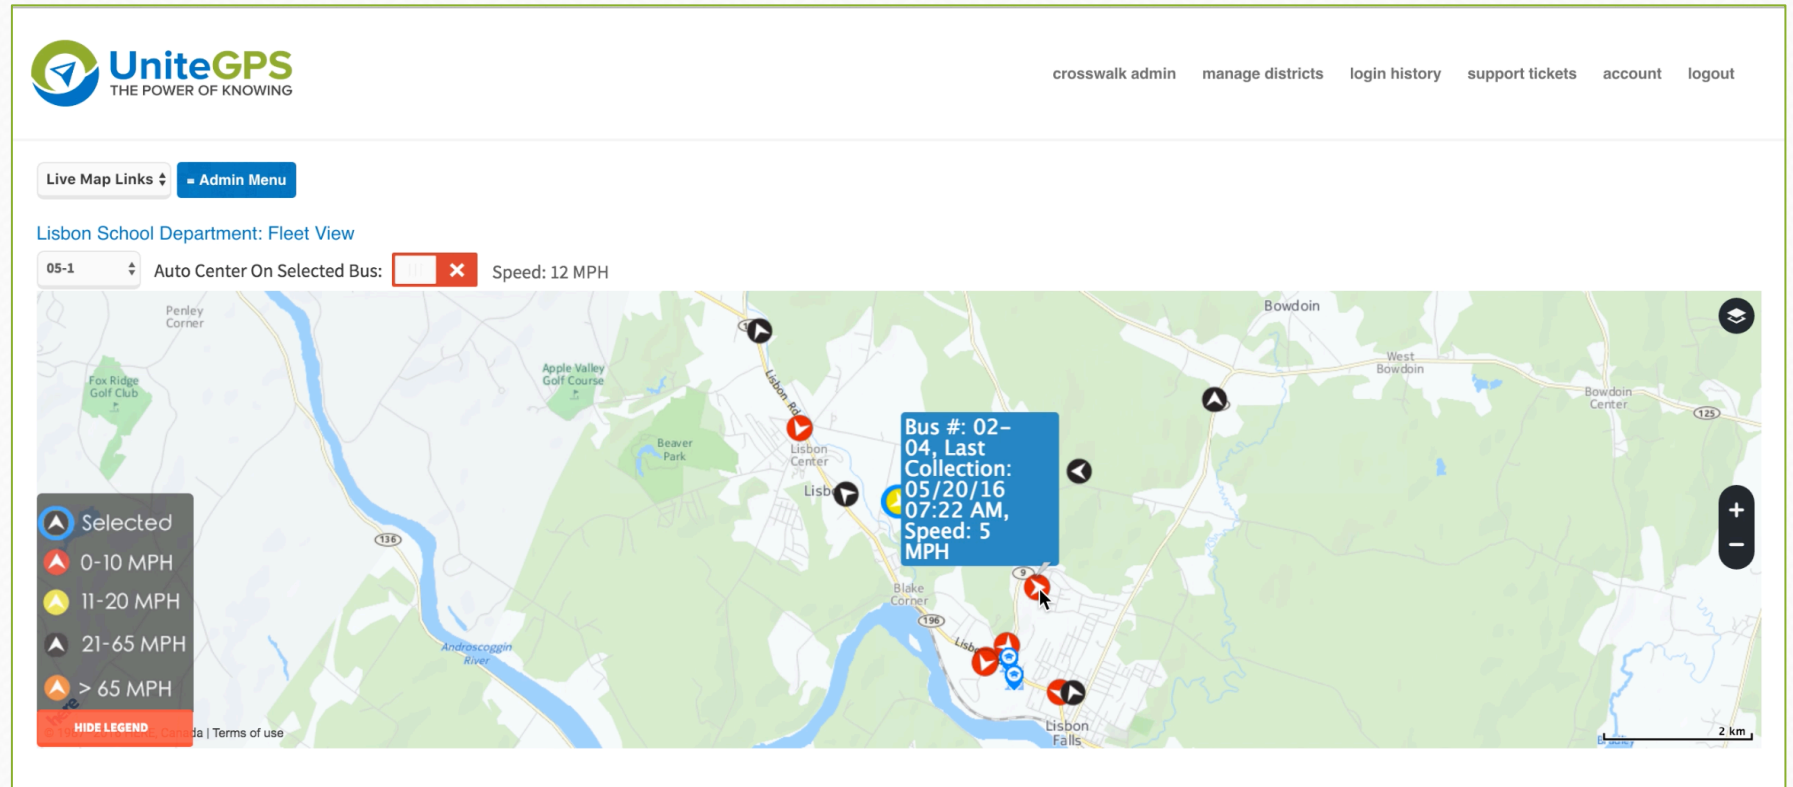 UniteGPS
THE POWER OF KNOWING
crosswalk admin
manage districts
login history
support tickets
account
logout
Live Map Links
≡ Admin Menu
Lisbon School Department: Fleet View
05-1
Auto Center On Selected Bus:
Speed: 12 MPH
Penley
Corner
Fox Ridge
Golf Club
Apple Valley
Golf Course
Beaver
Park
Lisbon Rd
Lisbon
Center
Bowdoin
West
Bowdoin
Bowdoin
Center
125
Bus #: 02-
04, Last
Collection:
05/20/16
07:22 AM,
Speed: 5
MPH
136
9
Blake
Corner
196
Androscoggin
River
Lisbon
Falls
Selected
0-10 MPH
11-20 MPH
21-65 MPH
> 65 MPH
here
HIDE LEGEND
| Terms of use
2 km